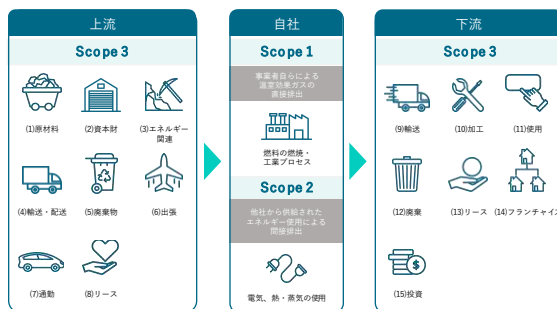 上流
Scope 3
(1)原材料
(2)資本財
(3)エネルギー
関連
(4)輸送・配送
(5)廃棄物
(6)出張
(7)通勤
(8)リース
自社
Scope 1
事業者自らによる
温室効果ガスの
直接排出
燃料の燃焼・
工業プロセス
Scope 2
他社から供給された
エネルギー使用による
間接排出
電気、熱・蒸気の使用
下流
Scope 3
(9)輸送
(10)加工
(11)使用
(12)廃棄
(13)リース
(14)フランチャイズ
(15)投資